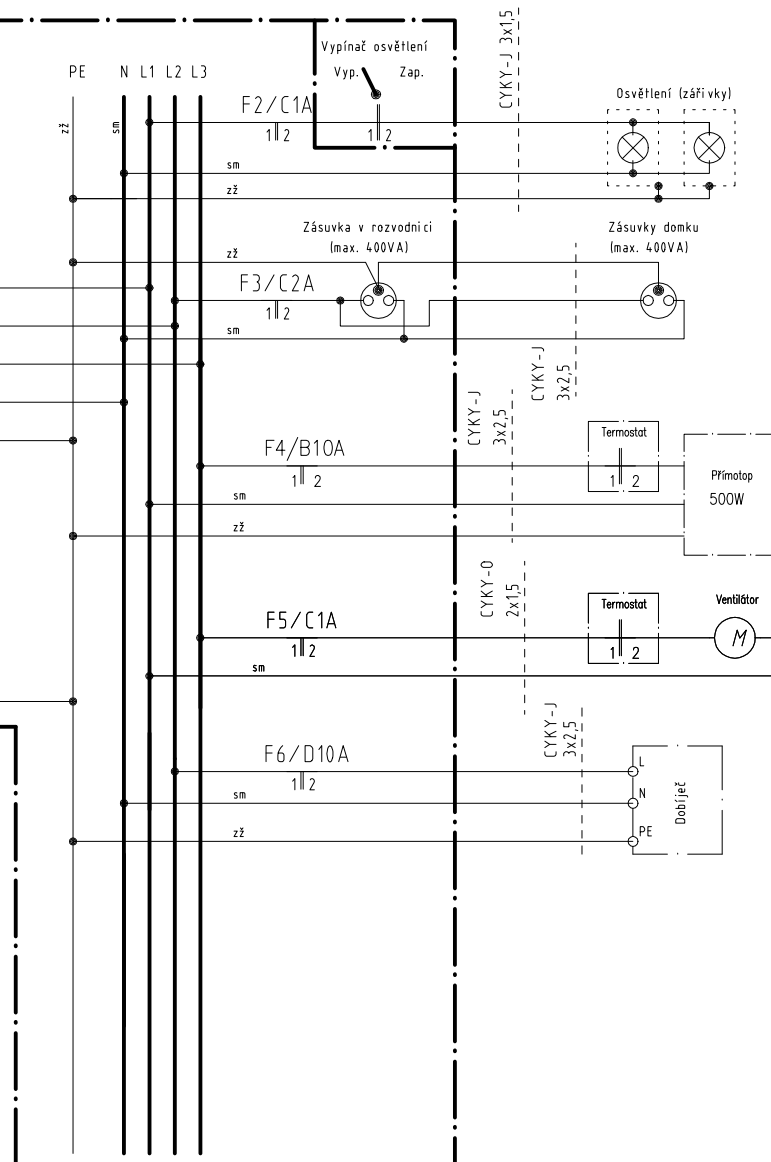 Vypínač osvětlení
Vyp. Zap.
CYKY-J 3x1,5
PE N L1 L2 L3
Osvětlení (zářivky)
F2/C1A
zž
sm
1 2
1 2
sm
zž
Zásuvka v rozvodnici
(max. 400VA)
Zásuvky domku
(max. 400VA)
zž
F3/C2A
1 2
sm
CYKY-J
3x2,5
CYKY-J
3x2,5
F4/B10A
1 2
Termostat
1 2
Přímotop
500W
sm
zž
CYKY-O
2x1,5
F5/C1A
1 2
Termostat
1 2
Ventilátor
M
sm
CYKY-J
3x2,5
F6/D10A
1 2
L
sm
N
Dobíječ
zž
PE